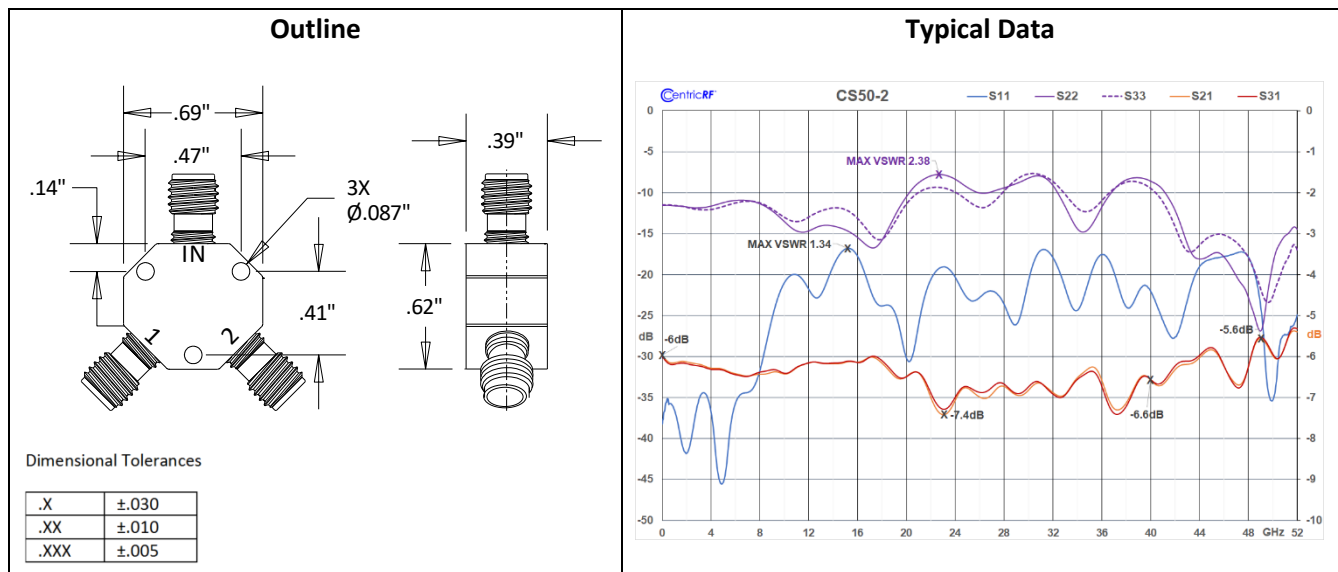 Outline
.69"
.47"
.14"
3X
Ø.087"
IN
1
2
.41"
.39"
.62"
Dimensional Tolerances
.X ±.030
.XX ±.010
.XXX ±.005
Typical Data
CentricRF™ CS50-2 S11 S22 S33 S21 S31
0 0
-5 -1
MAX VSWR 2.38
-10 -2
-15 -3
MAX VSWR 1.34
-20 -4
-25 -5
dB -5.6dB dB
-6dB
-30 -6
-35 -7
-7.4dB -6.6dB
-40 -8
-45 -9
-50 -10
0 4 8 12 16 20 24 28 32 36 40 44 48 GHz 52